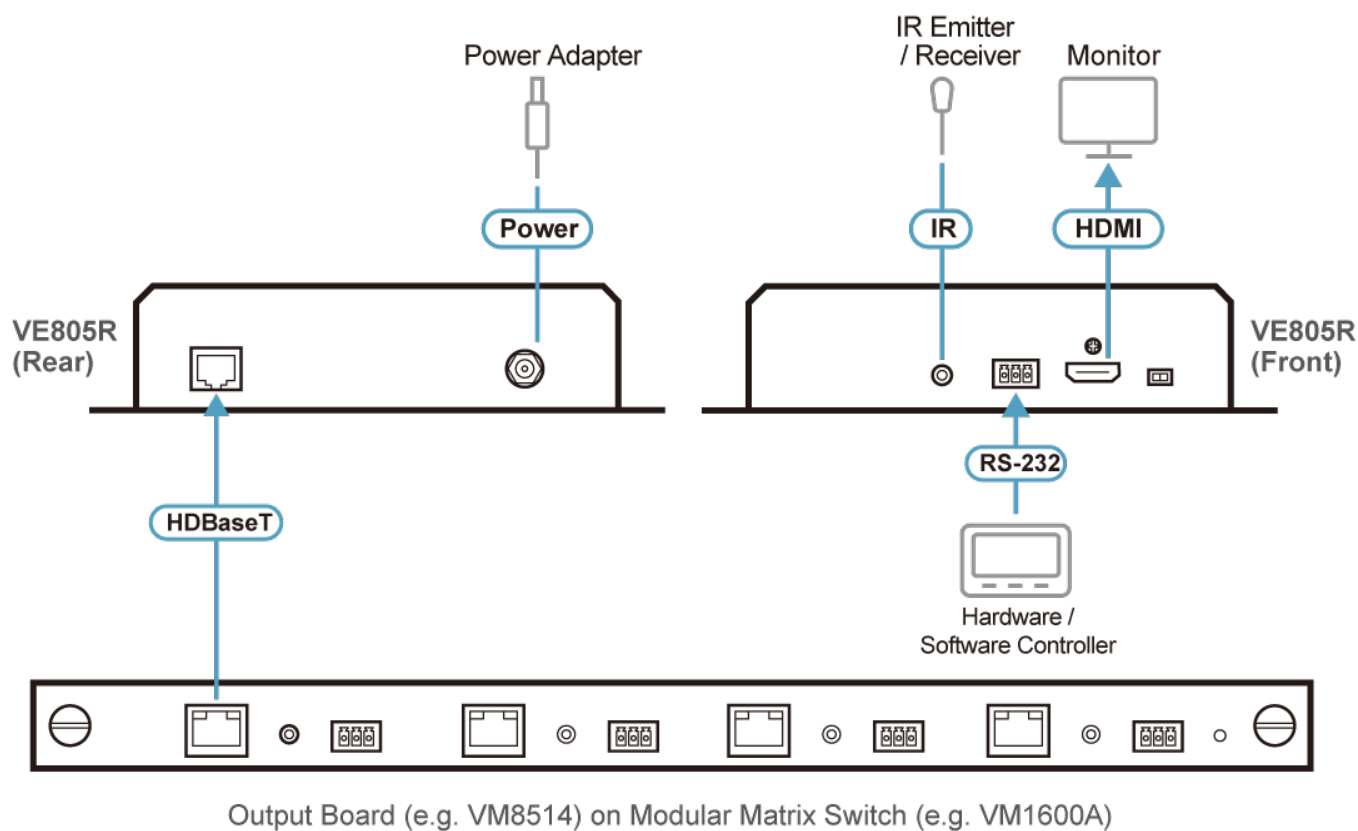 Power Adapter
IR Emitter
/ Receiver
Monitor
Power
IR
HDMI
VE805R
(Rear)
VE805R
(Front)
RS-232
HDBaseT
Hardware /
Software Controller
Output Board (e.g. VM8514) on Modular Matrix Switch (e.g. VM1600A)